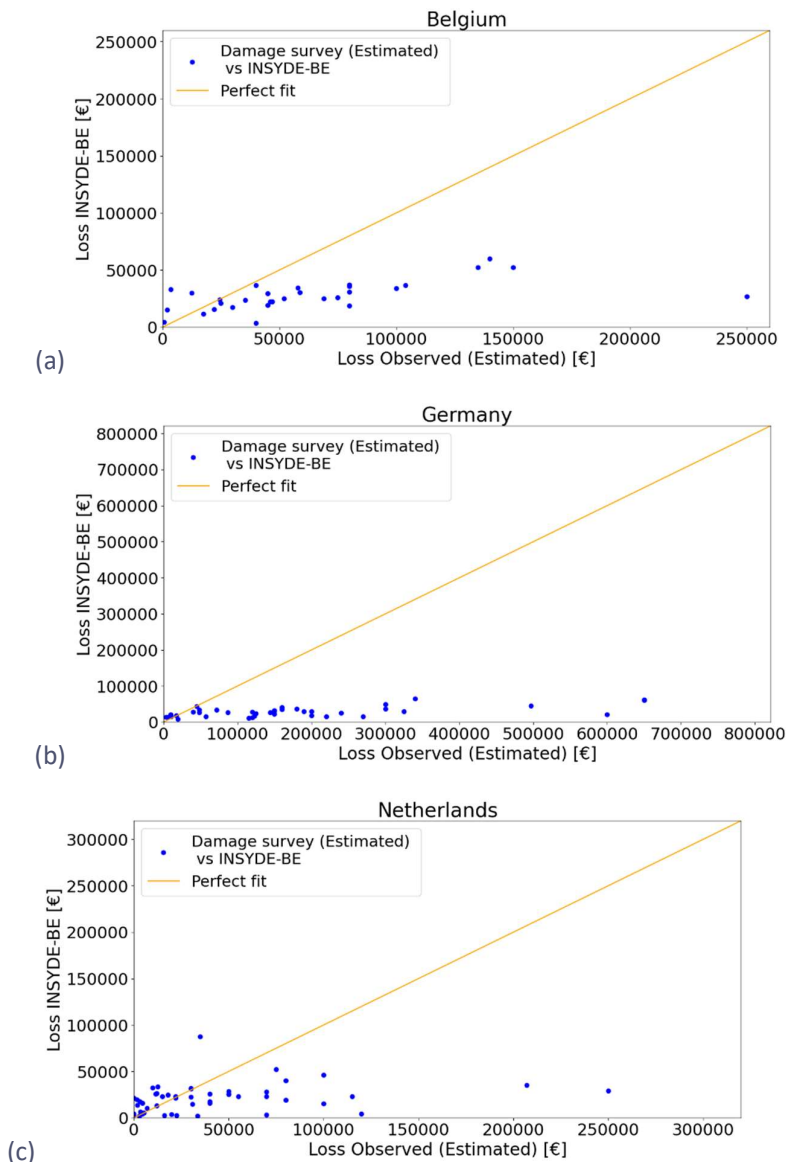 Belgium
250000
200000
150000
100000
50000
0
Loss INSYDE-BE [€]
Damage survey (Estimated)
vs INSYDE-BE
Perfect fit
0 50000 100000 150000 200000 250000
Loss Observed (Estimated) [€]
(a)
Germany
800000
700000
600000
500000
400000
300000
200000
100000
0
Loss INSYDE-BE [€]
Damage survey (Estimated)
vs INSYDE-BE
Perfect fit
0 100000 200000 300000 400000 500000 600000 700000 800000
Loss Observed (Estimated) [€]
(b)
Netherlands
300000
250000
200000
150000
100000
50000
0
Loss INSYDE-BE [€]
Damage survey (Estimated)
vs INSYDE-BE
Perfect fit
0 50000 100000 150000 200000 250000 300000
Loss Observed (Estimated) [€]
(c)